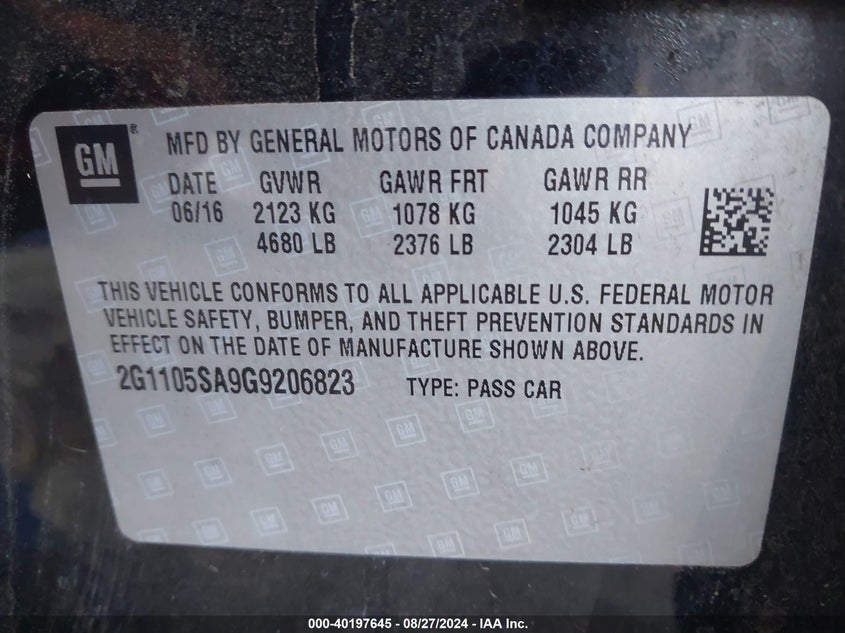 GM ®
MFD BY GENERAL MOTORS OF CANADA COMPANY
DATE GVWR GAWR FRT GAWR RR
06/16 2123 KG 1078 KG 1045 KG
4680 LB 2376 LB 2304 LB
THIS VEHICLE CONFORMS TO ALL APPLICABLE U.S. FEDERAL MOTOR
VEHICLE SAFETY, BUMPER, AND THEFT PREVENTION STANDARDS IN
EFFECT ON THE DATE OF MANUFACTURE SHOWN ABOVE.
2G1105SA9G9206823 TYPE: PASS CAR
000-40197645 - 08/27/2024 - IAA Inc.